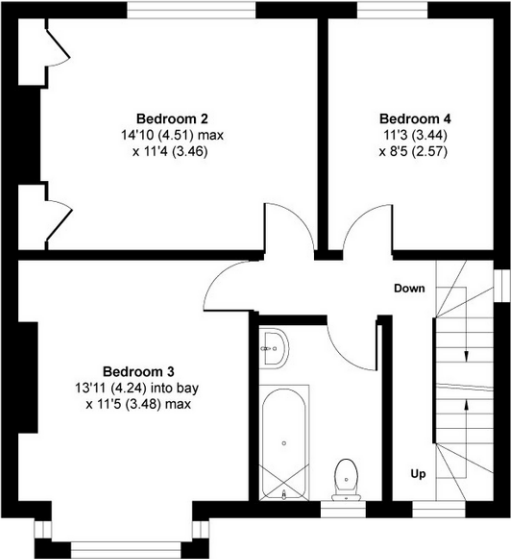 Bedroom 2
14'10 (4.51) max
x 11'4 (3.46)
Bedroom 4
11'3 (3.44)
x 8'5 (2.57)
Down
Bedroom 3
13'11 (4.24) into bay
x 11'5 (3.48) max
Up